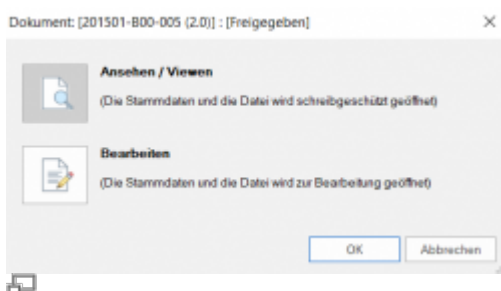 Dokument: [201501-B00-005 (2.0)] : [Freigegeben]
Ansehen / Viewen
(Die Stammdaten und die Datei wird schreibgeschützt geöffnet)
Bearbeiten
(Die Stammdaten und die Datei wird zur Bearbeitung geöffnet)
OK
Abbrechen